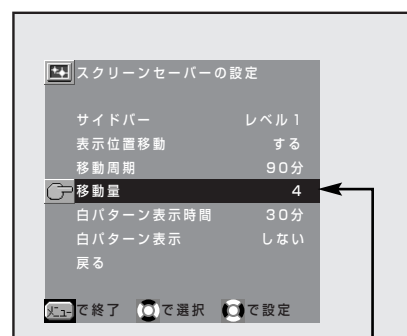 スクリーンセーバーの設定
サイドバー レベル1
表示位置移動 する
移動周期 90分
移動量 4
白パターン表示時間 30分
白パターン表示 しない
戻る
メニューで終了 で選択 で設定